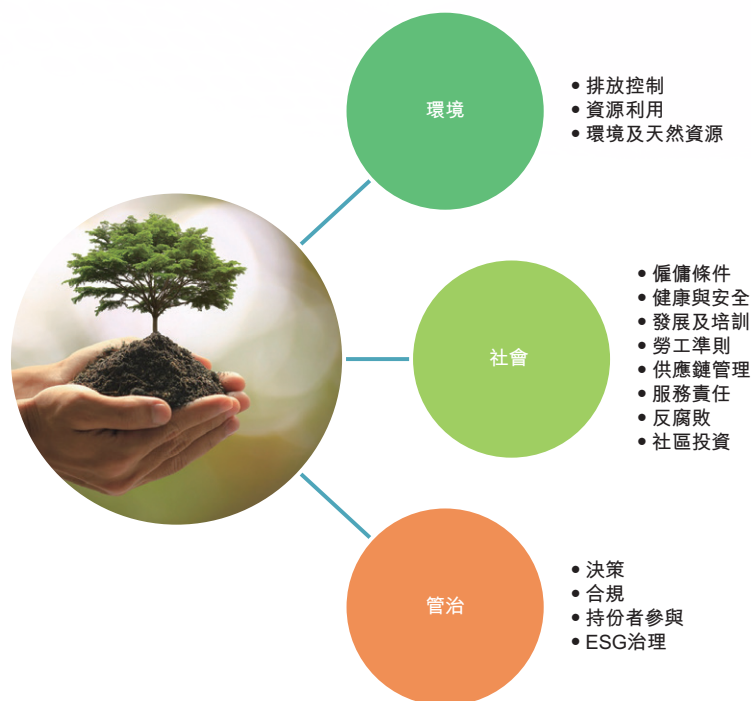 環境
• 排放控制
• 資源利用
• 環境及天然資源
社會
• 僱傭條件
• 健康與安全
• 發展及培訓
• 勞工準則
• 供應鏈管理
• 服務責任
• 反腐敗
• 社區投資
管治
• 決策
• 合規
• 持份者參與
• ESG治理